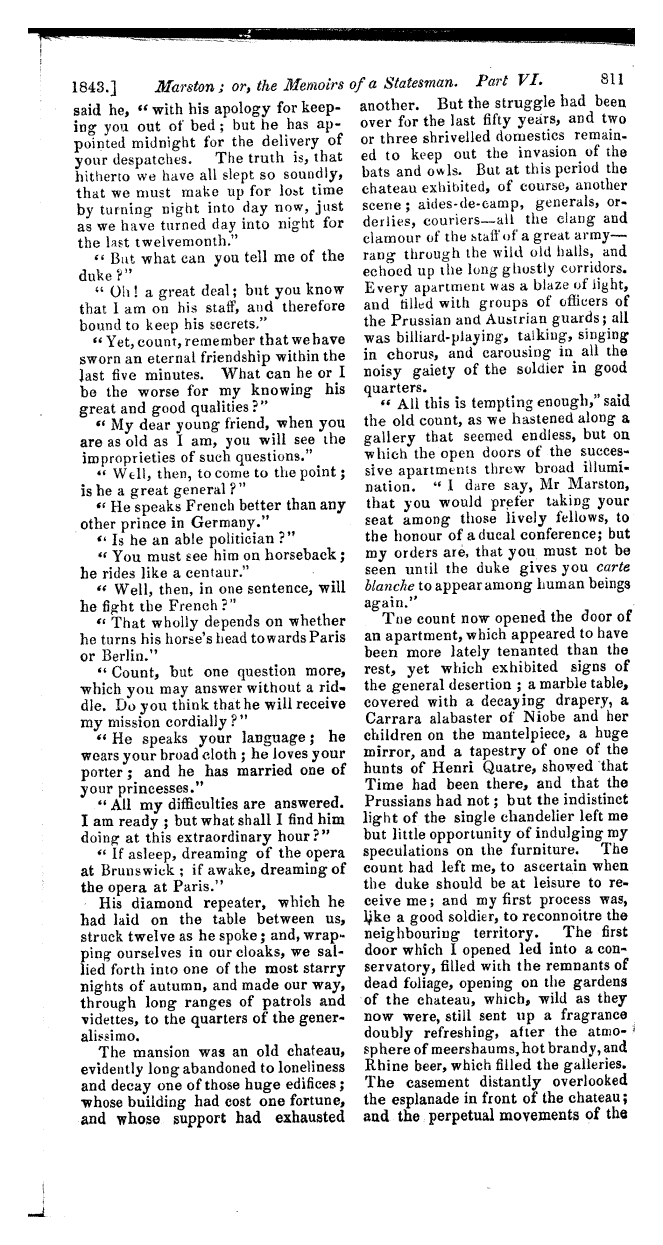 1843.] Marston; or, the Memoirs of a Statesman. Part VI. 811
said he, “with his apology for keep-
ing you out of bed; but he has ap-
pointed midnight for the delivery of
your despatches. The truth is, that
hitherto we have all slept so soundly,
that we must make up for lost time
by turning night into day now, just
as we have turned day into night for
the last twelvemonth.”
“But what can you tell me of the
duke?”
“Oh! a great deal; but you know
that I am on his staff, and therefore
bound to keep his secrets.”
“Yet, count, remember that we have
sworn an eternal friendship within the
last five minutes. What can he or I
be the worse for my knowing his
great and good qualities?”
“My dear young friend, when you
are as old as I am, you will see the
improprieties of such questions.”
“Well, then, to come to the point;
is he a great general?”
“He speaks French better than any
other prince in Germany.”
“Is he an able politician?”
“You must see him on horseback;
he rides like a centaur.”
“Well, then, in one sentence, will
he fight the French?”
“That wholly depends on whether
he turns his horse's head towards Paris
or Berlin.”
“Count, but one question more,
which you may answer without a rid-
dle. Do you think that he will receive
my mission cordially?”
“He speaks your language; he
wears your broad cloth; he loves your
porter; and he has married one of
your princesses.”
“All my difficulties are answered.
I am ready; but what shall I find him
doing at this extraordinary hour?”
“If asleep, dreaming of the opera
at Brunswick; if awake, dreaming of
the opera at Paris.”
His diamond repeater, which he
had laid on the table between us,
struck twelve as he spoke; and, wrap-
ping ourselves in our cloaks, we sal-
lied forth into one of the most starry
nights of autumn, and made our way,
through long ranges of patrols and
videttes, to the quarters of the gener-
alissimo.
The mansion was an old chateau,
evidently long abandoned to loneliness
and decay one of those huge edifices;
whose building had cost one fortune,
and whose support had exhausted
another. But the struggle had been
over for the last fifty years, and two
or three shrivelled domestics remain-
ed to keep out the invasion of the
bats and owls. But at this period the
chateau exhibited, of course, another
scene; aides-de-camp, generals, or-
derlies, couriers—all the clang and
clamour of the staff of a great army—
rang through the wild old halls, and
echoed up the long ghostly corridors.
Every apartment was a blaze of light,
and filled with groups of officers of
the Prussian and Austrian guards; all
was billiard-playing, talking, singing
in chorus, and carousing in all the
noisy gaiety of the soldier in good
quarters.
“All this is tempting enough,” said
the old count, as we hastened along a
gallery that seemed endless, but on
which the open doors of the succes-
sive apartments threw broad illumi-
nation. “I dare say, Mr Marston,
that you would prefer taking your
seat among those lively fellows, to
the honour of a ducal conference; but
my orders are, that you must not be
seen until the duke gives you carte
blanche to appear among human beings
again.”
The count now opened the door of
an apartment, which appeared to have
been more lately tenanted than the
rest, yet which exhibited signs of
the general desertion; a marble table,
covered with a decaying drapery, a
Carrara alabaster of Niobe and her
children on the mantelpiece, a huge
mirror, and a tapestry of one of the
hunts of Henri Quatre, showed that
Time had been there, and that the
Prussians had not; but the indistinct
light of the single chandelier left me
but little opportunity of indulging my
speculations on the furniture. The
count had left me, to ascertain when
the duke should be at leisure to re-
ceive me; and my first process was,
like a good soldier, to reconnoitre the
neighbouring territory. The first
door which I opened led into a con-
servatory, filled with the remnants of
dead foliage, opening on the gardens
of the chateau, which, wild as they
now were, still sent up a fragrance
doubly refreshing, after the atmo-
sphere of meershaums, hot brandy, and
Rhine beer, which filled the galleries.
The casement distantly overlooked
the esplanade in front of the chateau;
and the perpetual movements of the